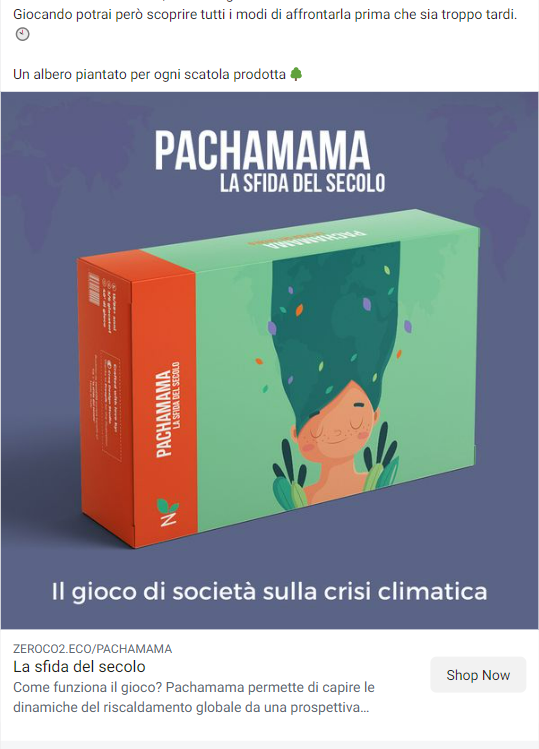 Giocando potrai però scoprire tutti i modi di affrontarla prima che sia troppo tardi.
Un albero piantato per ogni scatola prodotta
PACHAMAMA
LA SFIDA DEL SECOLO
PACHAMAMA
PACHAMAMA
LA SFIDA DEL SECOLO
Il gioco di società sulla crisi climatica
ZEROCO2.ECO/PACHAMAMA
La sfida del secolo
Come funziona il gioco? Pachamama permette di capire le
dinamiche del riscaldamento globale da una prospettiva...
Shop Now